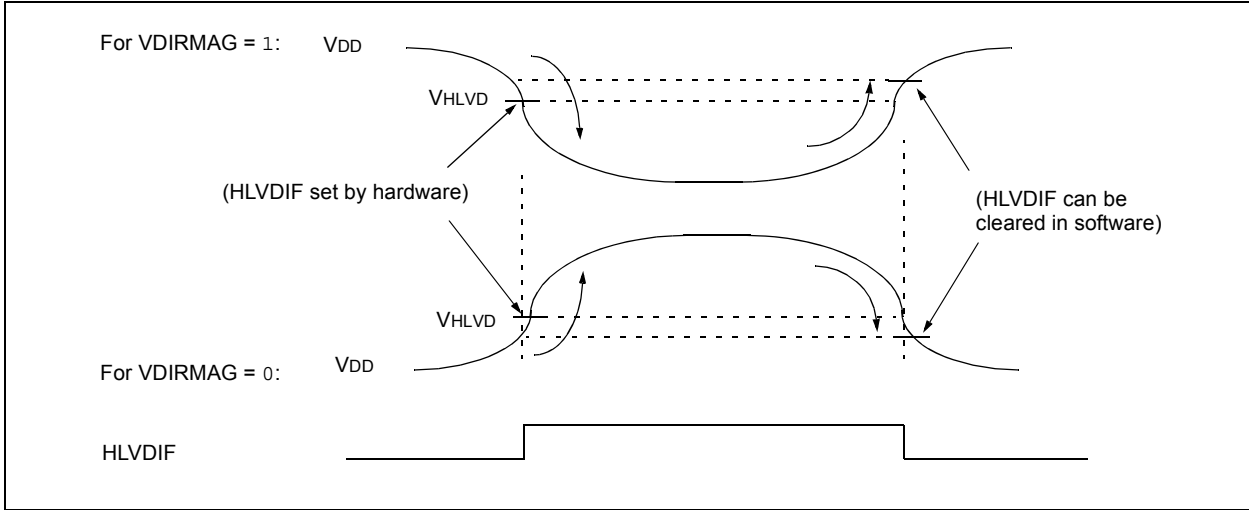 For VDIRMAG = 1: VDD
VHLVD
(HLVDIF set by hardware)
(HLVDIF can be
cleared in software)
VHLVD
For VDIRMAG = 0: VDD
HLVDIF